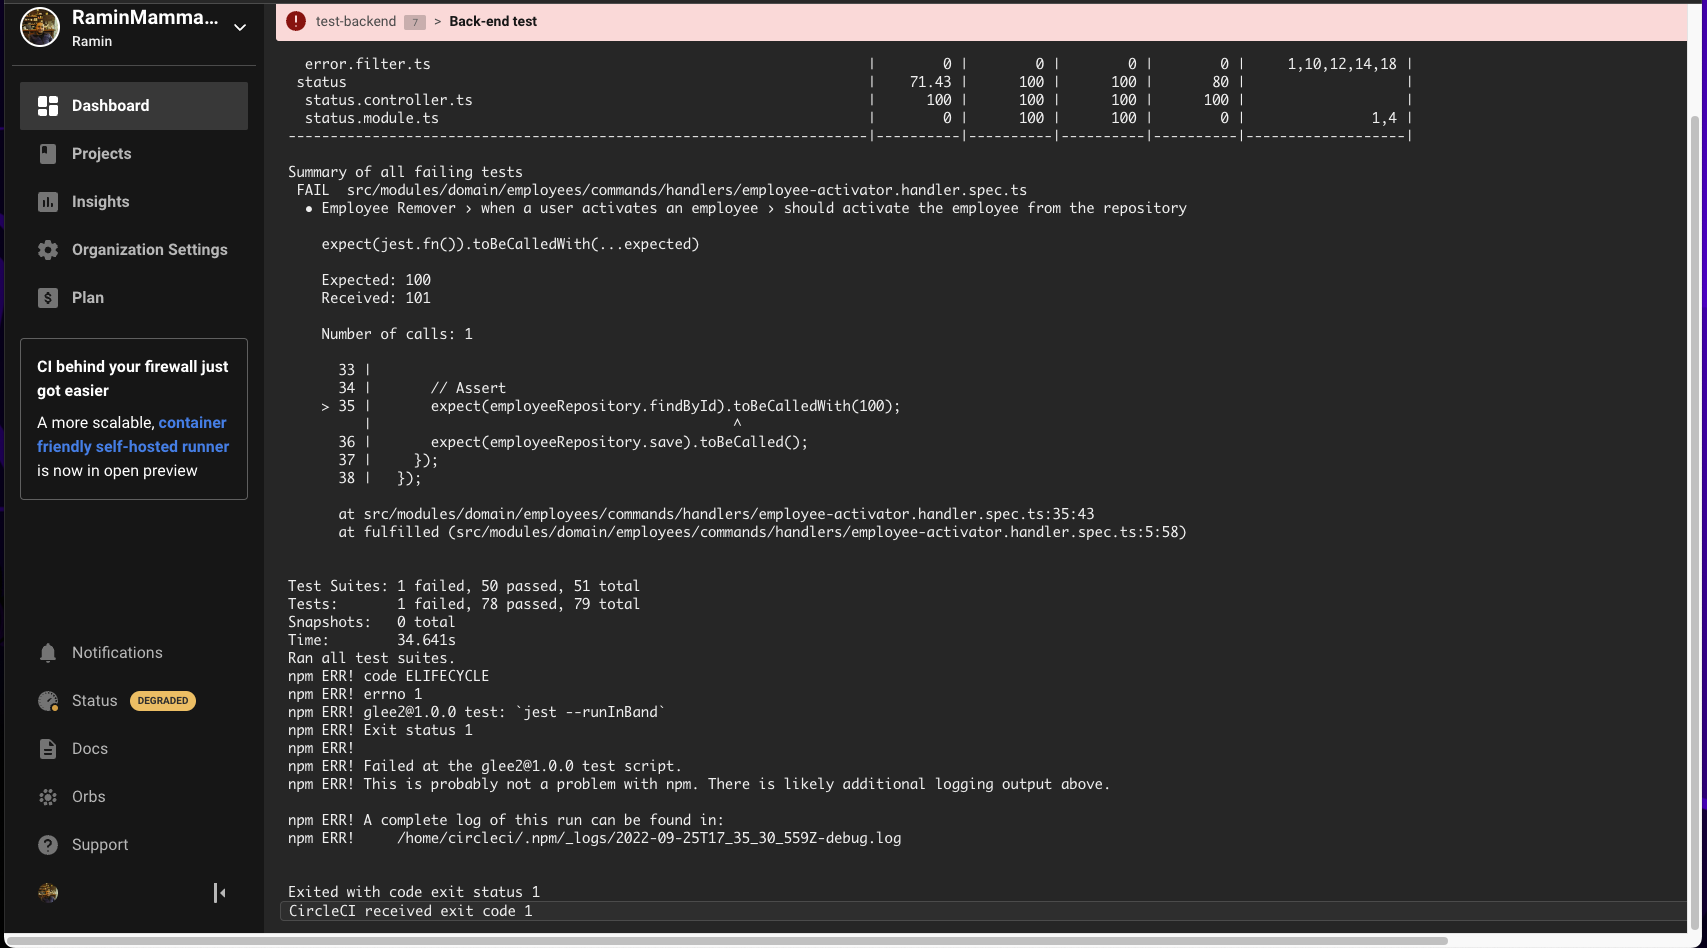 RaminMamma...
Ramin
Dashboard
Projects
Insights
Organization Settings
Plan
CI behind your firewall just
got easier
A more scalable, container
friendly self-hosted runner
is now in open preview
Notifications
Status DEGRADED
Docs
Orbs
Support
test-backend 7 > Back-end test
error.filter.ts | 0 | 0 | 0 | 0 | 1,10,12,14,18 |
status | 71.43 | 100 | 100 | 80 | |
status.controller.ts | 100 | 100 | 100 | 100 | |
status.module.ts | 0 | 100 | 100 | 0 | 1,4 |
---------------------------------------------------------------------|----------|----------|----------|----------|-------------------|
Summary of all failing tests
FAIL src/modules/domain/employees/commands/handlers/employee-activator.handler.spec.ts
● Employee Remover › when a user activates an employee › should activate the employee from the repository
expect(jest.fn()).toBeCalledWith(...expected)
Expected: 100
Received: 101
Number of calls: 1
33 |
34 | // Assert
> 35 | expect(employeeRepository.findById).toBeCalledWith(100);
| ^
36 | expect(employeeRepository.save).toBeCalled();
37 | });
38 | });
at src/modules/domain/employees/commands/handlers/employee-activator.handler.spec.ts:35:43
at fulfilled (src/modules/domain/employees/commands/handlers/employee-activator.handler.spec.ts:5:58)
Test Suites: 1 failed, 50 passed, 51 total
Tests: 1 failed, 78 passed, 79 total
Snapshots: 0 total
Time: 34.641s
Ran all test suites.
npm ERR! code ELIFECYCLE
npm ERR! errno 1
npm ERR! glee2@1.0.0 test: `jest --runInBand`
npm ERR! Exit status 1
npm ERR!
npm ERR! Failed at the glee2@1.0.0 test script.
npm ERR! This is probably not a problem with npm. There is likely additional logging output above.
npm ERR! A complete log of this run can be found in:
npm ERR! /home/circleci/.npm/_logs/2022-09-25T17_35_30_559Z-debug.log
Exited with code exit status 1
CircleCI received exit code 1